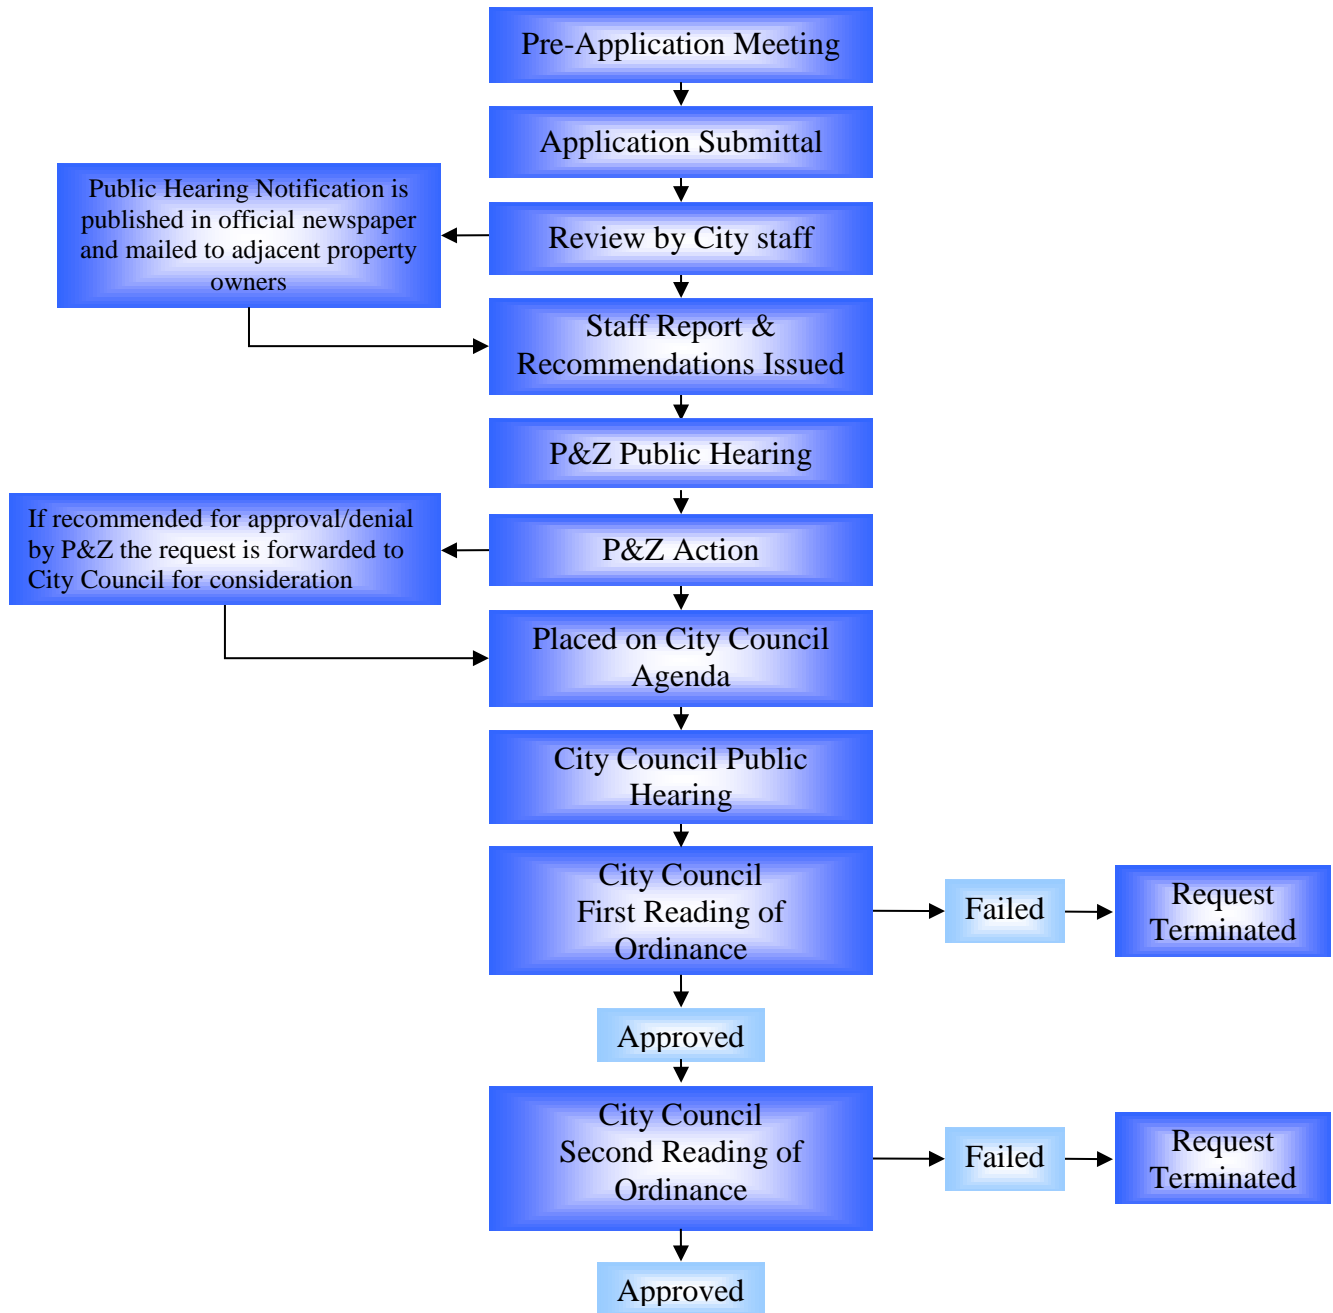 Pre-Application Meeting
Application Submittal
Public Hearing Notification is
published in official newspaper
and mailed to adjacent property
owners
Review by City staff
Staff Report &
Recommendations Issued
P&Z Public Hearing
If recommended for approval/denial
by P&Z the request is forwarded to
City Council for consideration
P&Z Action
Placed on City Council
Agenda
City Council Public
Hearing
City Council
First Reading of
Ordinance
Failed
Request
Terminated
Approved
City Council
Second Reading of
Ordinance
Failed
Request
Terminated
Approved